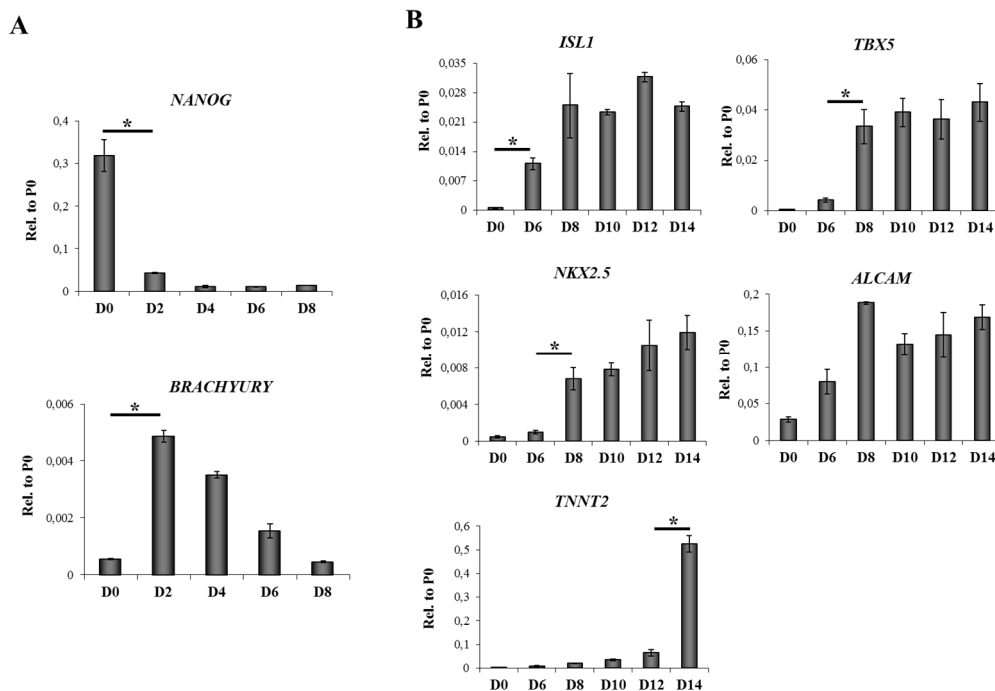 A
NANOG
0,4
0,3
0,2
0,1
0
Rel. to P0
*
D0 D2 D4 D6 D8
BRACHYURY
0,006
0,004
0,002
0
Rel. to P0
*
D0 D2 D4 D6 D8
B
ISL1
0,035
0,028
0,021
0,014
0,007
0
Rel. to P0
*
D0 D6 D8 D10 D12 D14
TBX5
0,06
0,04
0,02
0
Rel. to P0
*
D0 D6 D8 D10 D12 D14
NKX2.5
0,016
0,012
0,008
0,004
0
Rel. to P0
*
D0 D6 D8 D10 D12 D14
ALCAM
0,2
0,15
0,1
0,05
0
Rel. to P0
D0 D6 D8 D10 D12 D14
TNNT2
0,6
0,5
0,4
0,3
0,2
0,1
0
Rel. to P0
*
D0 D6 D8 D10 D12 D14